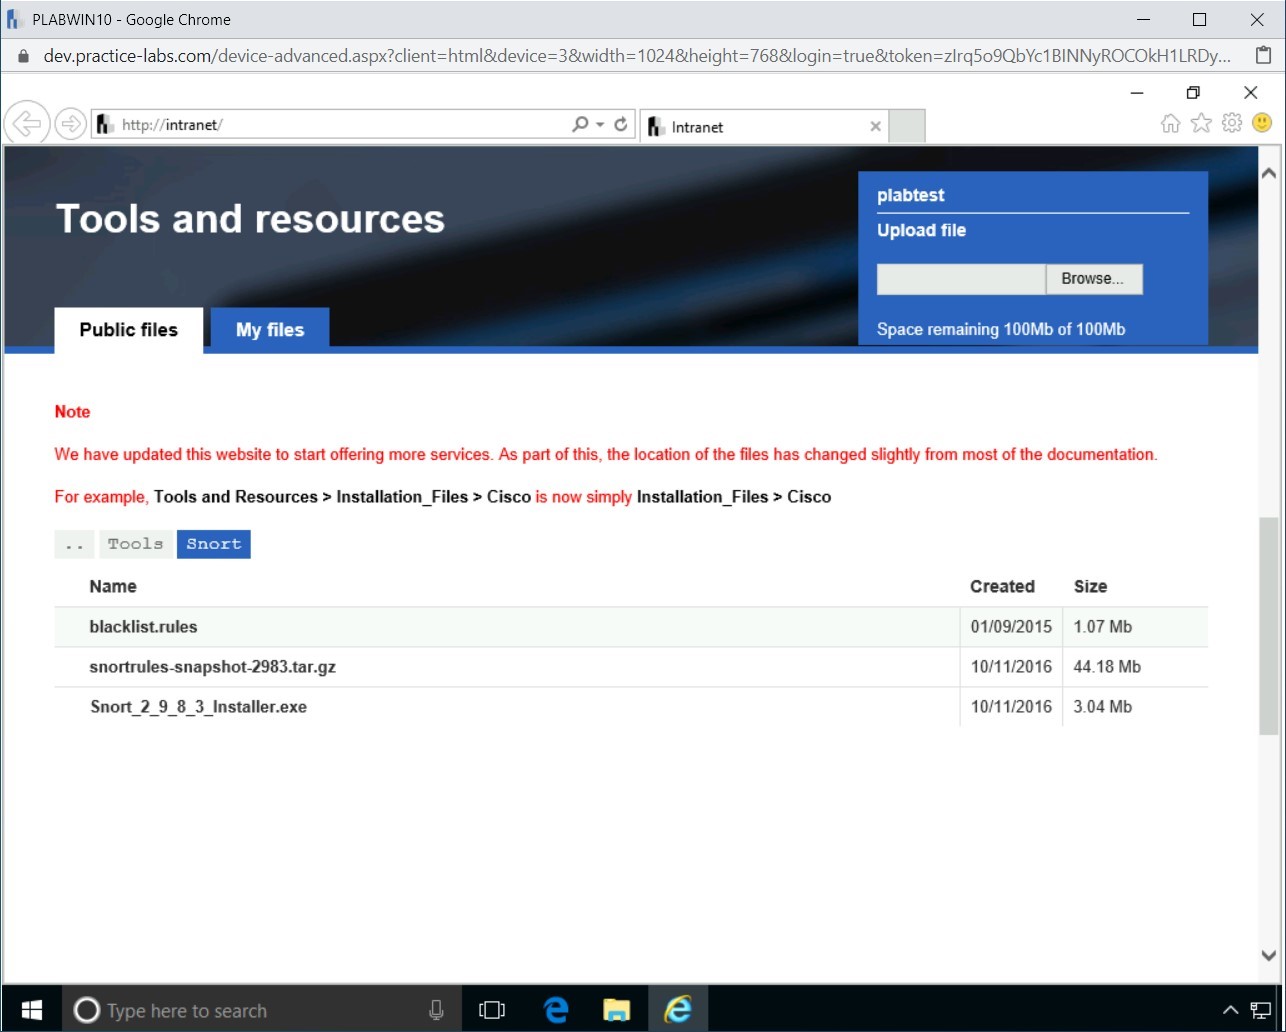 PLABWIN10 - Google Chrome
dev.practice-labs.com/device-advanced.aspx?client=html&device=3&width=1024&height=768&login=true&token=zIrq5o9QbYc1BINNyROCOkH1LRDy...
http://intranet/
Intranet
Tools and resources
plabtest
Upload file
Browse...
Space remaining 100Mb of 100Mb
Public files
My files
Note
We have updated this website to start offering more services. As part of this, the location of the files has changed slightly from most of the documentation.
For example, Tools and Resources > Installation_Files > Cisco is now simply Installation_Files > Cisco
.. Tools Snort
Name Created Size
blacklist.rules 01/09/2015 1.07 Mb
snortrules-snapshot-2983.tar.gz 10/11/2016 44.18 Mb
Snort_2_9_8_3_Installer.exe 10/11/2016 3.04 Mb
Type here to search